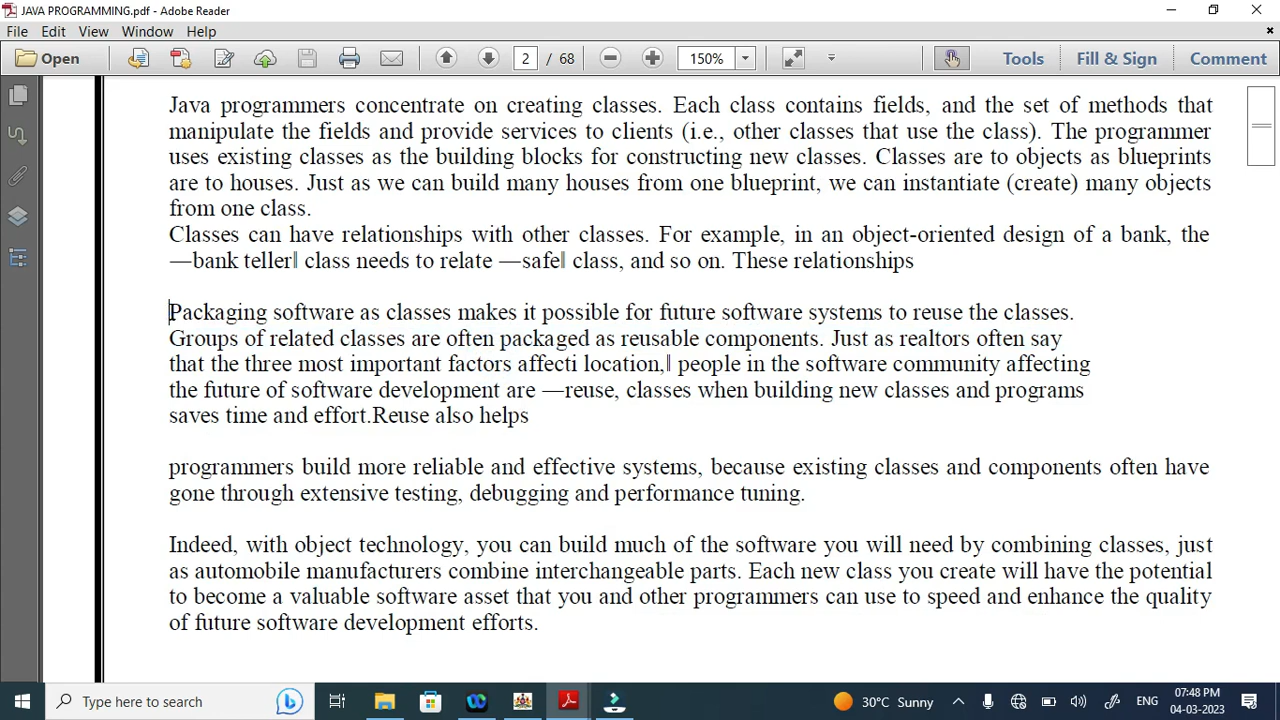 JAVA PROGRAMMING.pdf - Adobe Reader
File Edit View Window Help
Open 2 / 68 150% Tools Fill & Sign Comment
Java programmers concentrate on creating classes. Each class contains fields, and the set of methods that
manipulate the fields and provide services to clients (i.e., other classes that use the class). The programmer
uses existing classes as the building blocks for constructing new classes. Classes are to objects as blueprints
are to houses. Just as we can build many houses from one blueprint, we can instantiate (create) many objects
from one class.
Classes can have relationships with other classes. For example, in an object-oriented design of a bank, the
―bank teller‖ class needs to relate ―safe‖ class, and so on. These relationships
Packaging software as classes makes it possible for future software systems to reuse the classes.
Groups of related classes are often packaged as reusable components. Just as realtors often say
that the three most important factors affecti location,‖ people in the software community affecting
the future of software development are ―reuse, classes when building new classes and programs
saves time and effort.Reuse also helps
programmers build more reliable and effective systems, because existing classes and components often have
gone through extensive testing, debugging and performance tuning.
Indeed, with object technology, you can build much of the software you will need by combining classes, just
as automobile manufacturers combine interchangeable parts. Each new class you create will have the potential
to become a valuable software asset that you and other programmers can use to speed and enhance the quality
of future software development efforts.
Type here to search 30°C Sunny ENG 07:48 PM
04-03-2023